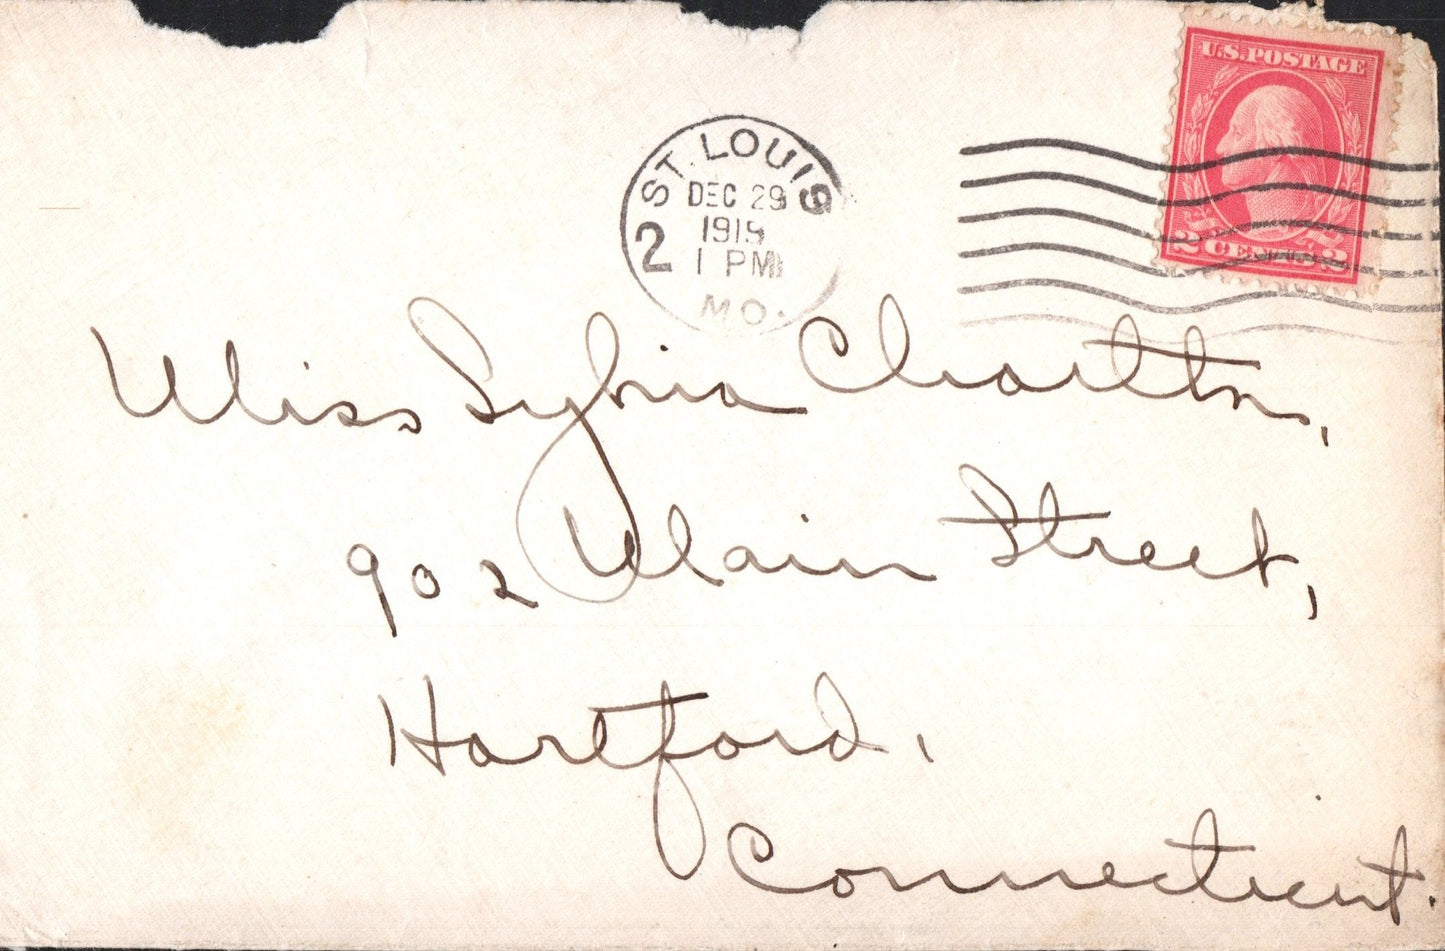 U.S. POSTAGE
2 CENTS 2
ST. LOUIS
DEC 29
1915
1 PM
2
MO.
Miss Sylvia Charlton,
902 Main Street,
Hartford,
Connecticut.